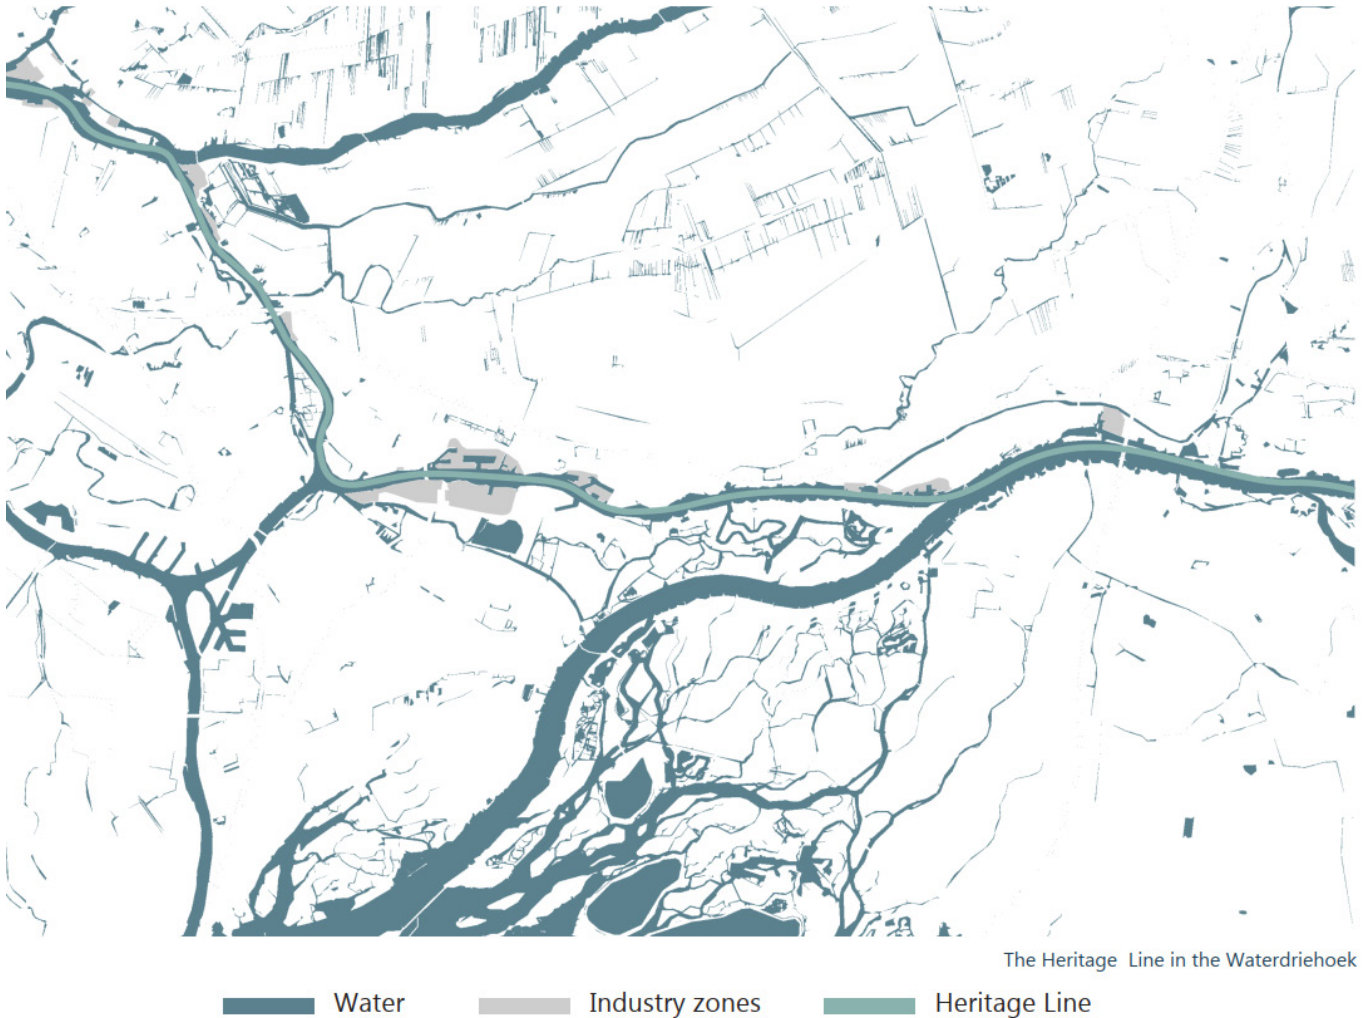 The Heritage Line in the Waterdriehoek
Water
Industry zones
Heritage Line